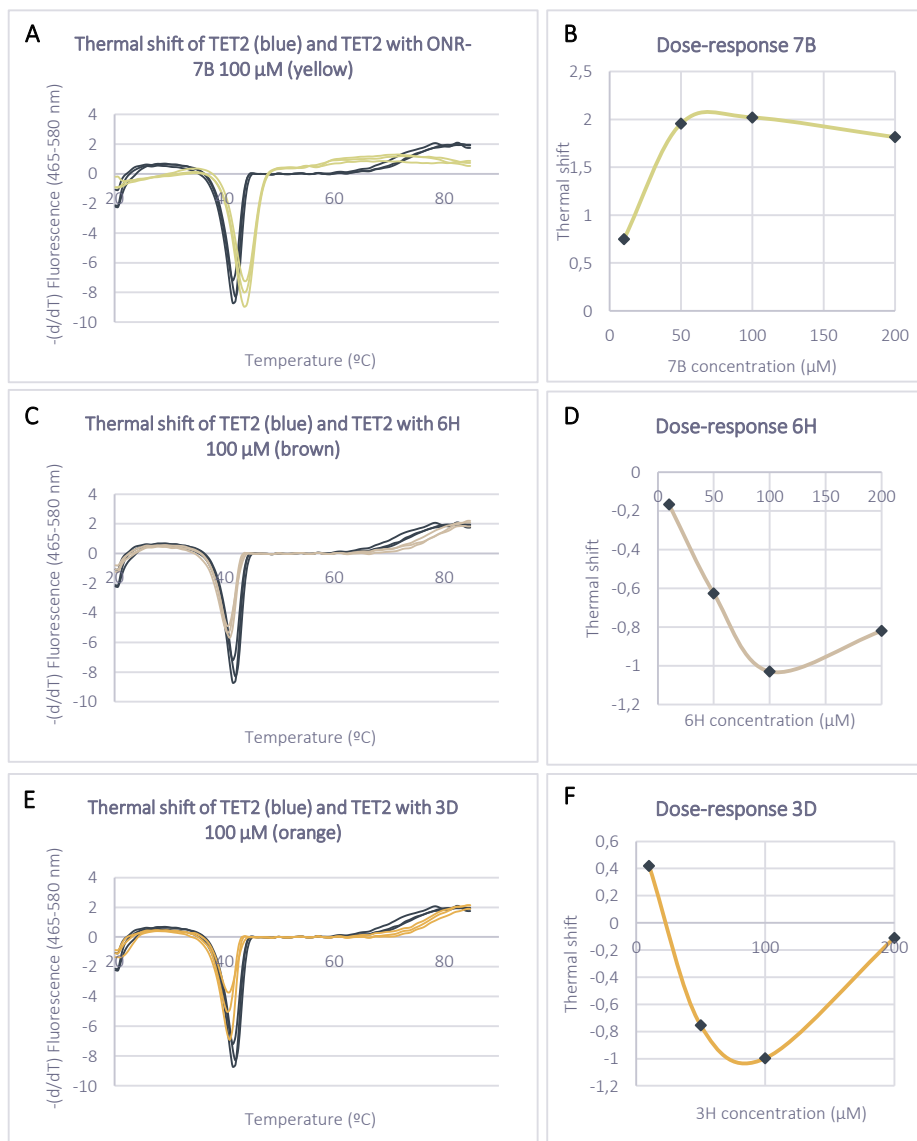 A
Thermal shift of TET2 (blue) and TET2 with ONR-
7B 100 µM (yellow)
-(d/dT) Fluorescence (465-580 nm)
4
2
0
-2
-4
-6
-8
-10
20
40
60
80
Temperature (ºC)
B
Dose-response 7B
Thermal shift
2,5
2
1,5
1
0,5
0
0
50
100
150
200
7B concentration (µM)
C
Thermal shift of TET2 (blue) and TET2 with 6H
100 µM (brown)
-(d/dT) Fluorescence (465-580 nm)
4
2
0
-2
-4
-6
-8
-10
20
40
60
80
Temperature (ºC)
D
Dose-response 6H
Thermal shift
0
-0,2
-0,4
-0,6
-0,8
-1
-1,2
0
50
100
150
200
6H concentration (µM)
E
Thermal shift of TET2 (blue) and TET2 with 3D
100 µM (orange)
-(d/dT) Fluorescence (465-580 nm)
4
2
0
-2
-4
-6
-8
-10
20
40
60
80
Temperature (ºC)
F
Dose-response 3D
Thermal shift
0,6
0,4
0,2
0
-0,2
-0,4
-0,6
-0,8
-1
-1,2
0
100
200
3H concentration (µM)